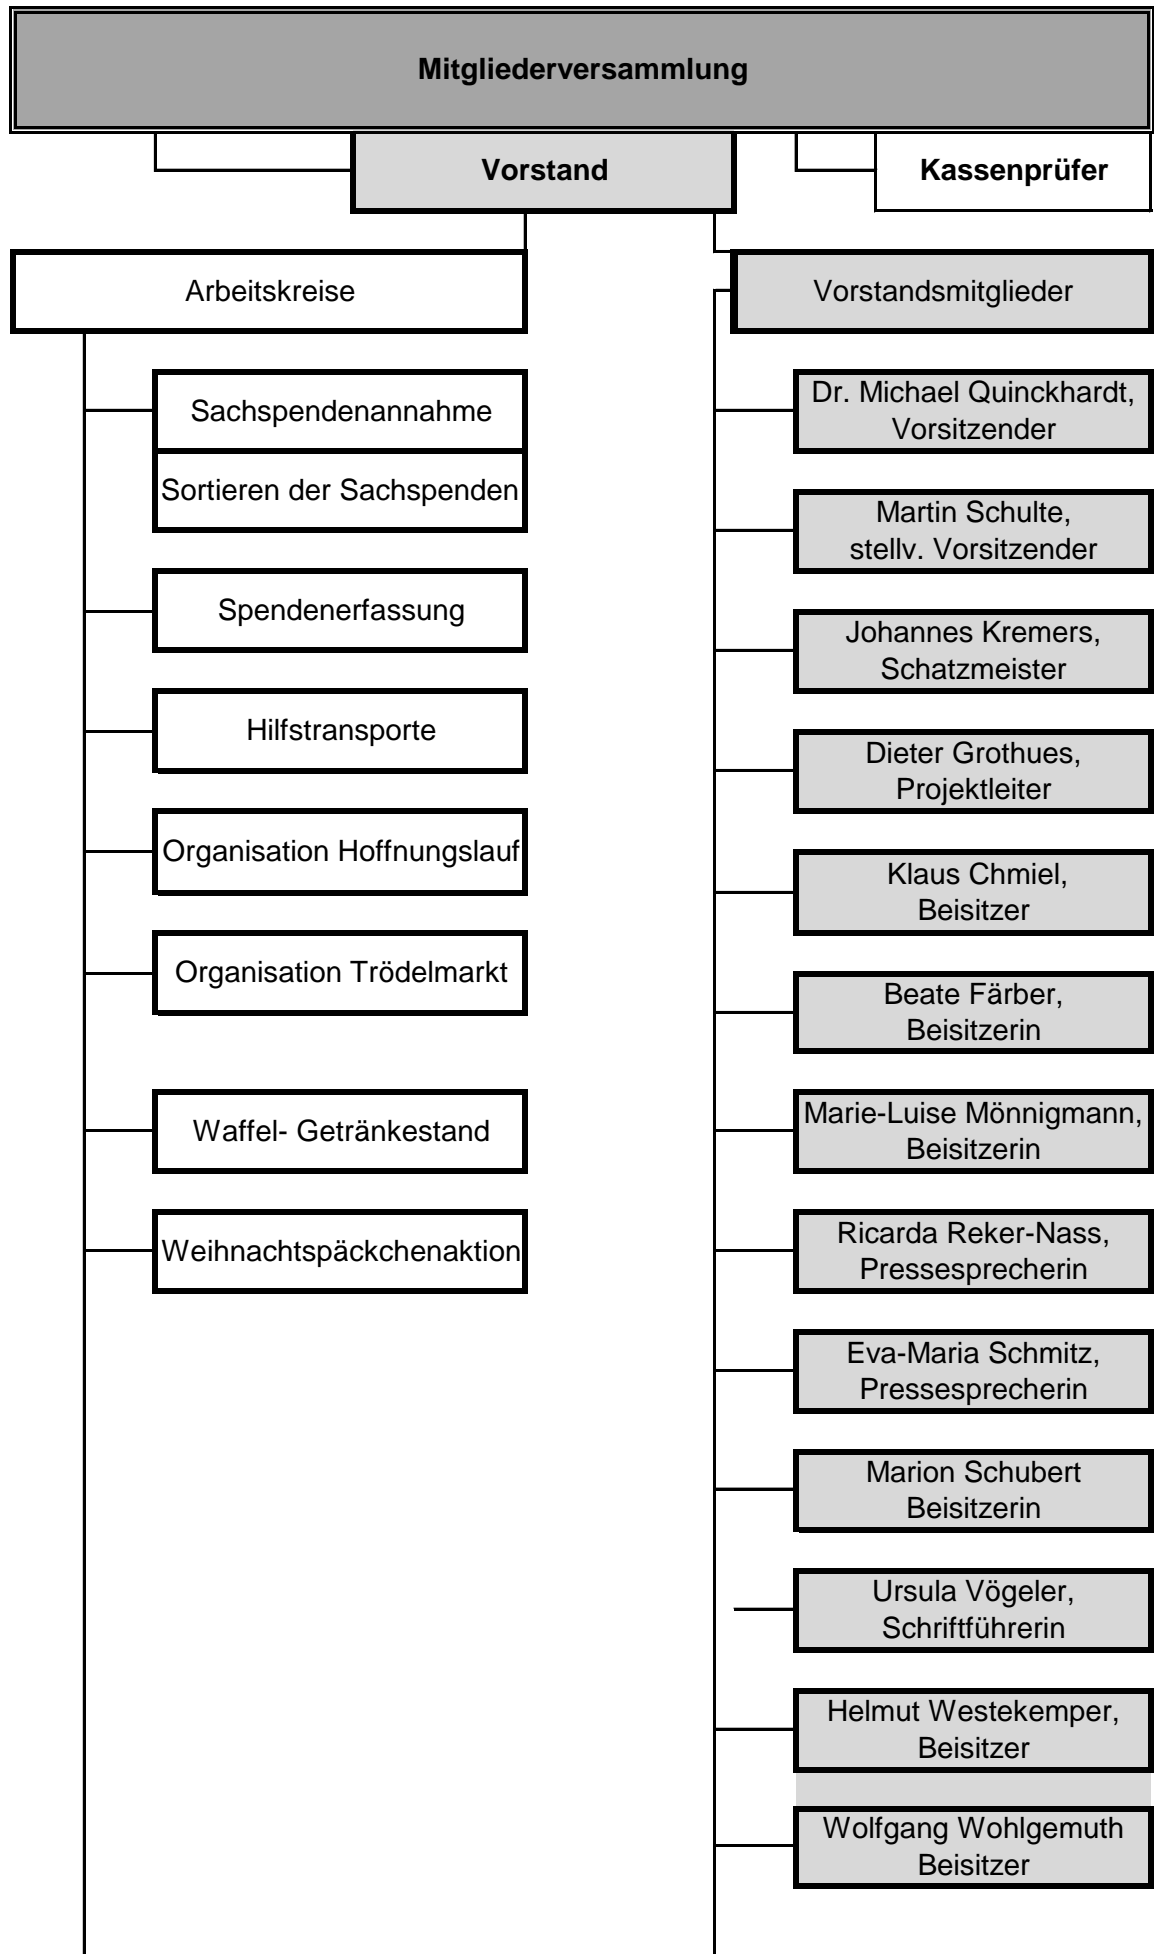 Mitgliederversammlung
Vorstand
Kassenprüfer
Arbeitskreise
Sachspendenannahme
Sortieren der Sachspenden
Spendenerfassung
Hilfstransporte
Organisation Hoffnungslauf
Organisation Trödelmarkt
Waffel- Getränkestand
Weihnachtspäckchenaktion
Vorstandsmitglieder
Dr. Michael Quinckhardt,
Vorsitzender
Martin Schulte,
stellv. Vorsitzender
Johannes Kremers,
Schatzmeister
Dieter Grothues,
Projektleiter
Klaus Chmiel,
Beisitzer
Beate Färber,
Beisitzerin
Marie-Luise Mönnigmann,
Beisitzerin
Ricarda Reker-Nass,
Pressesprecherin
Eva-Maria Schmitz,
Pressesprecherin
Marion Schubert
Beisitzerin
Ursula Vögeler,
Schriftführerin
Helmut Westekemper,
Beisitzer
Wolfgang Wohlgemuth
Beisitzer